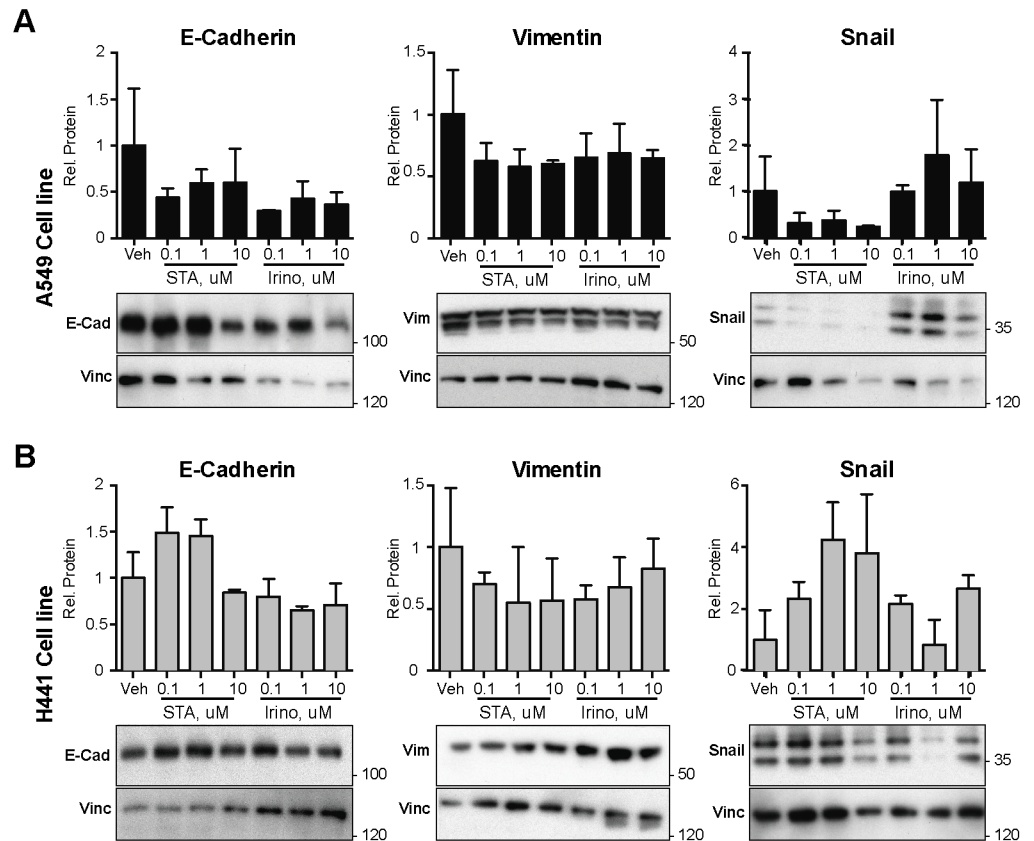 A
A549 Cell line
E-Cadherin
Rel. Protein
2
1.5
1
0.5
0
Veh 0.1 1 10 0.1 1 10
STA, uM Irino, uM
E-Cad
100
Vinc
120
Vimentin
Rel. Protein
1.5
1
0.5
0
Veh 0.1 1 10 0.1 1 10
STA, uM Irino, uM
Vim
50
Vinc
120
Snail
Rel. Protein
4
3
2
1
0
Veh 0.1 1 10 0.1 1 10
STA, uM Irino, uM
Snail
35
Vinc
120
B
H441 Cell line
E-Cadherin
Rel. Protein
2
1.5
1
0.5
0
Veh 0.1 1 10 0.1 1 10
STA, uM Irino, uM
E-Cad
100
Vinc
120
Vimentin
Rel. Protein
1.5
1
0.5
0
Veh 0.1 1 10 0.1 1 10
STA, uM Irino, uM
Vim
50
Vinc
120
Snail
Rel. Protein
6
4
2
0
Veh 0.1 1 10 0.1 1 10
STA, uM Irino, uM
Snail
35
Vinc
120